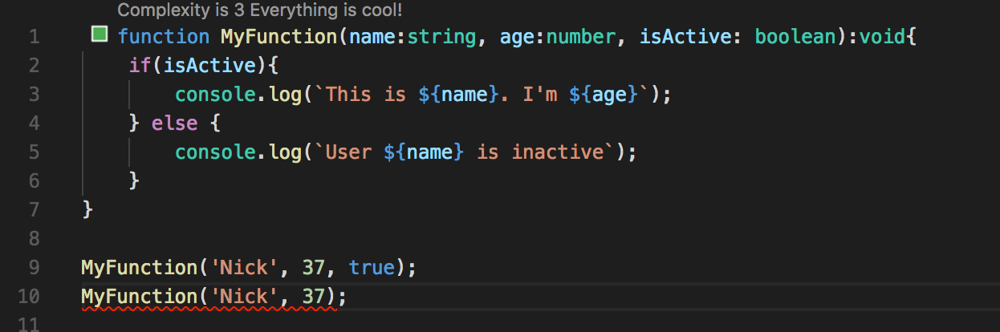 Complexity is 3 Everything is cool!
1 function MyFunction(name:string, age:number, isActive: boolean):void{
2 if(isActive){
3 console.log(`This is ${name}. I'm ${age}`);
4 } else {
5 console.log(`User ${name} is inactive`);
6 }
7 }
8
9 MyFunction('Nick', 37, true);
10 MyFunction('Nick', 37);
11